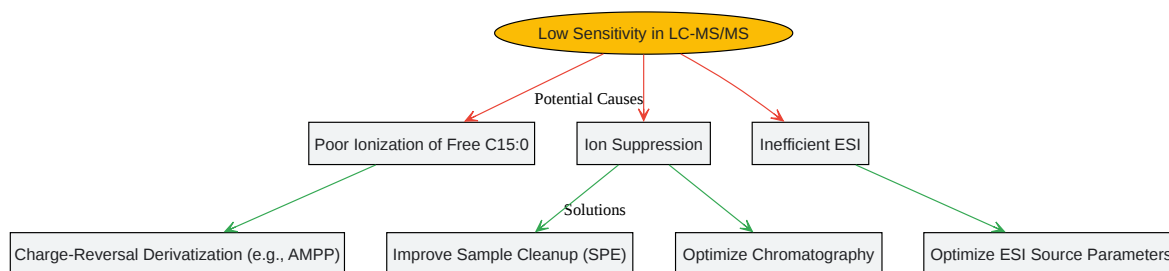 Low Sensitivity in LC-MS/MS
Potential Causes
Poor Ionization of Free C15:0
Ion Suppression
Inefficient ESI
Solutions
Charge-Reversal Derivatization (e.g., AMPP)
Improve Sample Cleanup (SPE)
Optimize Chromatography
Optimize ESI Source Parameters